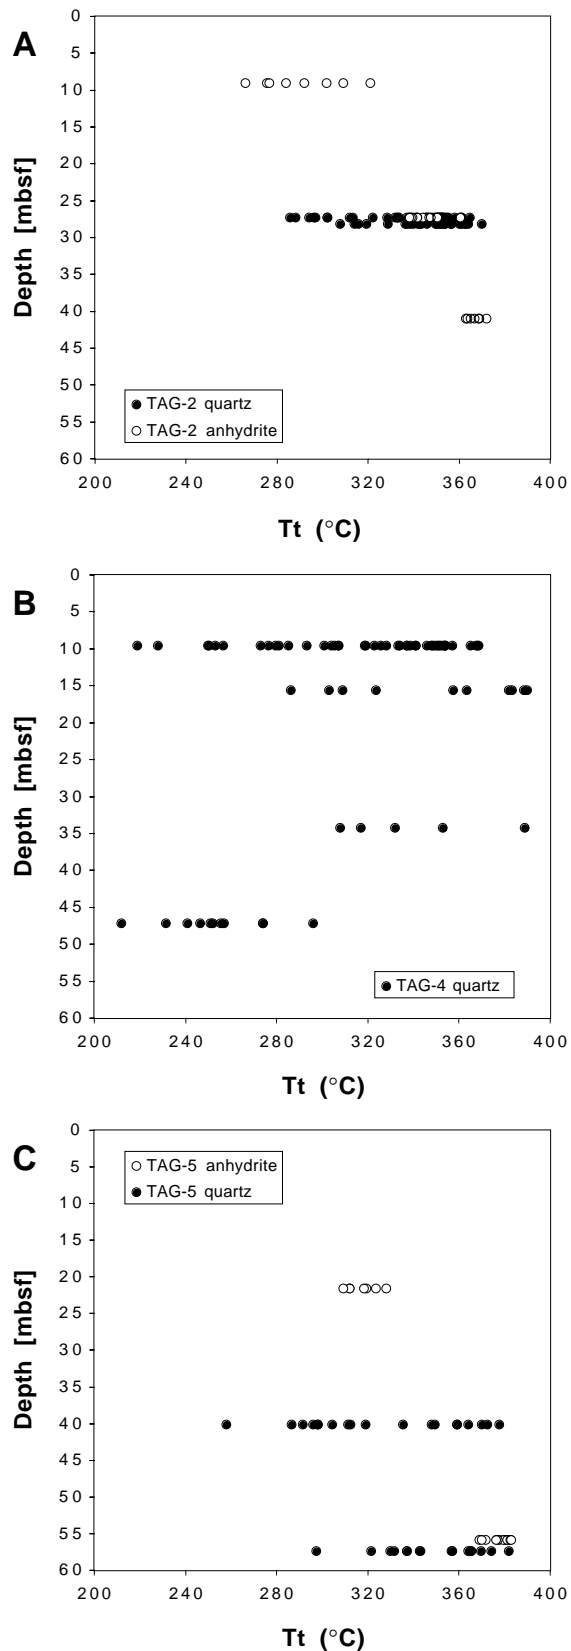 A
0
5
10
15
20
25
30
35
40
45
50
55
60
Depth [mbsf]
TAG-2 quartz
TAG-2 anhydrite
200 240 280 320 360 400
Tt (°C)
B
0
5
10
15
20
25
30
35
40
45
50
55
60
Depth [mbsf]
TAG-4 quartz
200 240 280 320 360 400
Tt (°C)
C
0
5
10
15
20
25
30
35
40
45
50
55
60
Depth [mbsf]
TAG-5 anhydrite
TAG-5 quartz
200 240 280 320 360 400
Tt (°C)